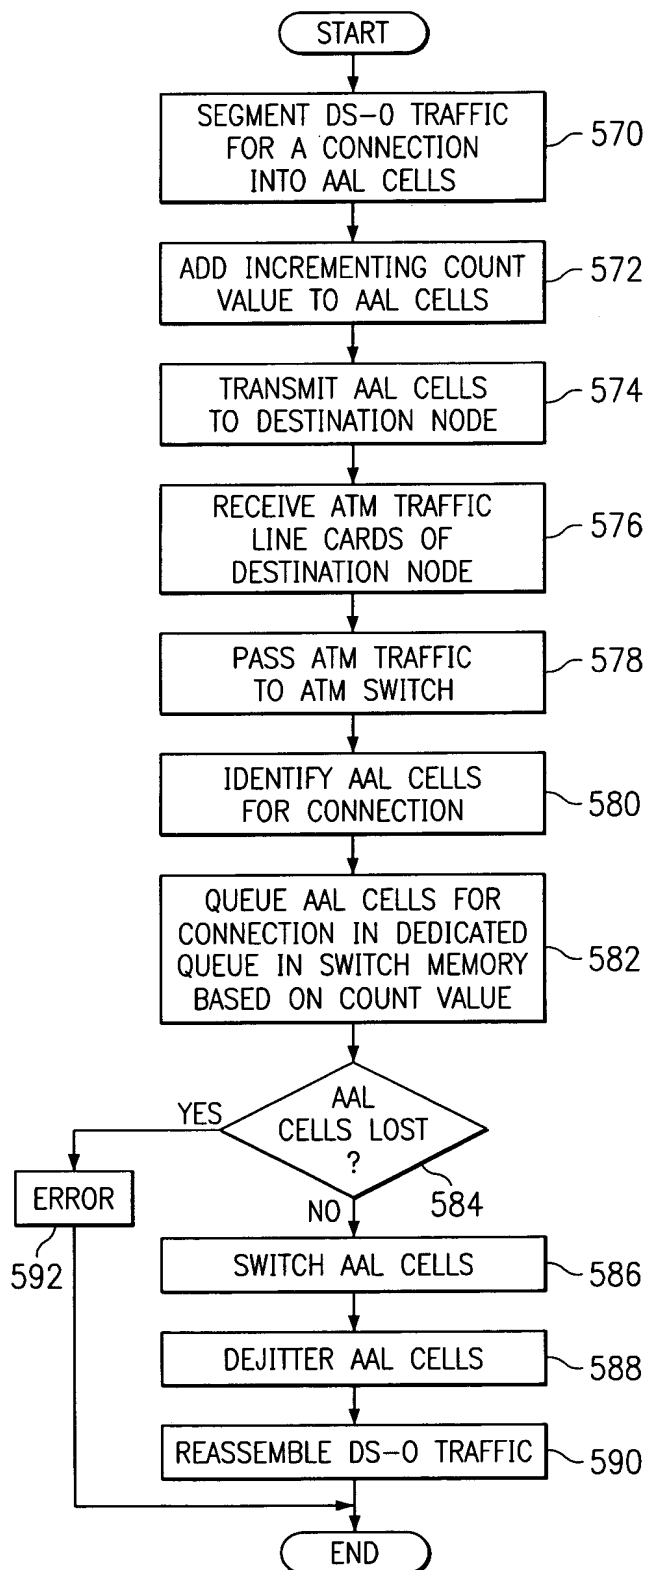 START
SEGMENT DS-0 TRAFFIC
FOR A CONNECTION
INTO AAL CELLS
570
ADD INCREMENTING COUNT
VALUE TO AAL CELLS
572
TRANSMIT AAL CELLS
TO DESTINATION NODE
574
RECEIVE ATM TRAFFIC
LINE CARDS OF
DESTINATION NODE
576
PASS ATM TRAFFIC
TO ATM SWITCH
578
IDENTIFY AAL CELLS
FOR CONNECTION
580
QUEUE AAL CELLS FOR
CONNECTION IN DEDICATED
QUEUE IN SWITCH MEMORY
BASED ON COUNT VALUE
582
AAL
CELLS LOST
?
584
YES
ERROR
592
NO
SWITCH AAL CELLS
586
DEJITTER AAL CELLS
588
REASSEMBLE DS-0 TRAFFIC
590
END